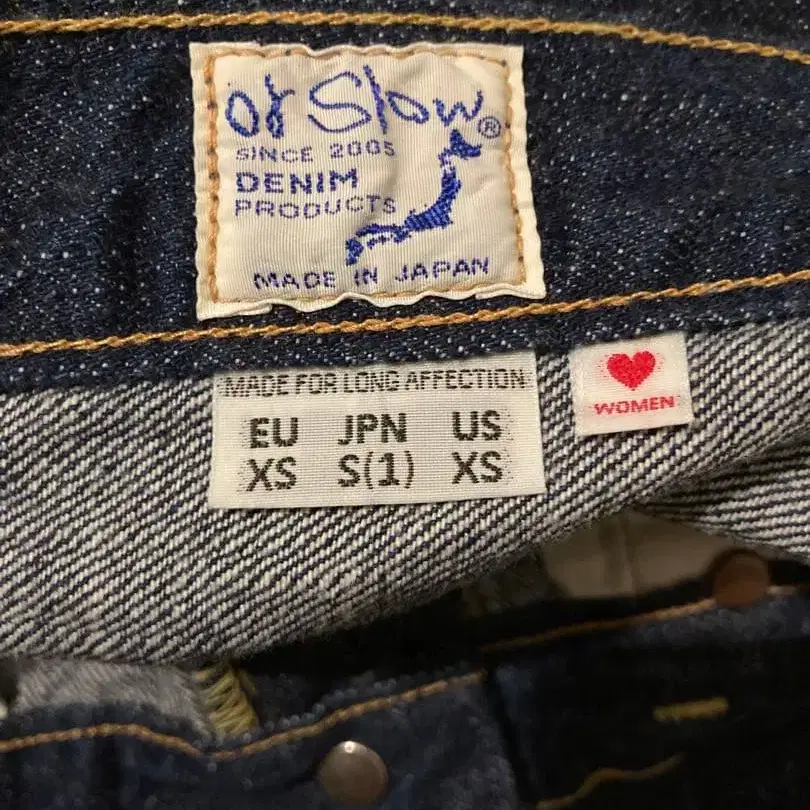 or Slow®
SINCE 2005
DENIM
PRODUCTS
MADE IN JAPAN
MADE FOR LONG AFFECTION
EU JPN US
XS S(1) XS
WOMEN